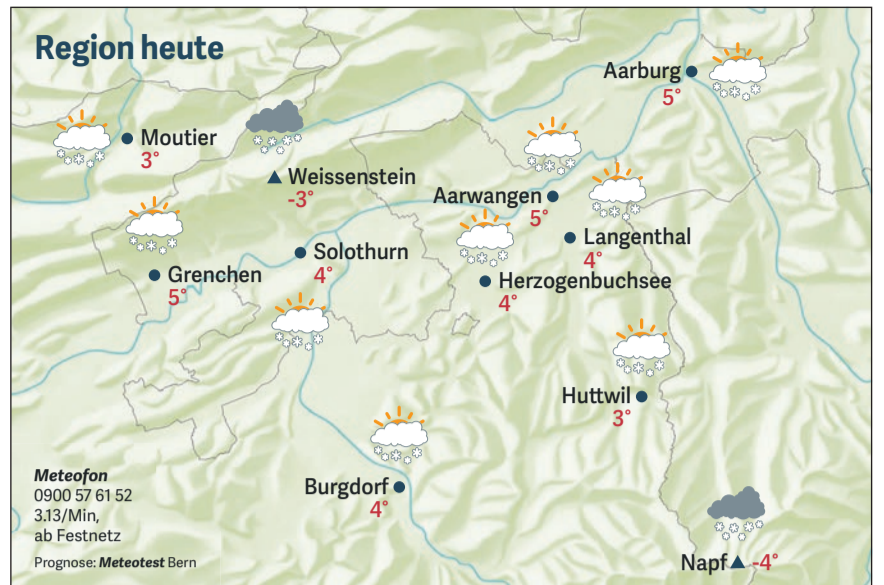 Region heute
Aarburg
5°
Moutier
3°
Weissenstein
-3°
Aarwangen
5°
Langenthal
4°
Solothurn
4°
Grenchen
5°
Herzogenbuchsee
4°
Huttwil
3°
Burgdorf
4°
Napf -4°
Meteofon
0900 57 61 52
3.13/Min,
ab Festnetz
Prognose: Meteotest Bern